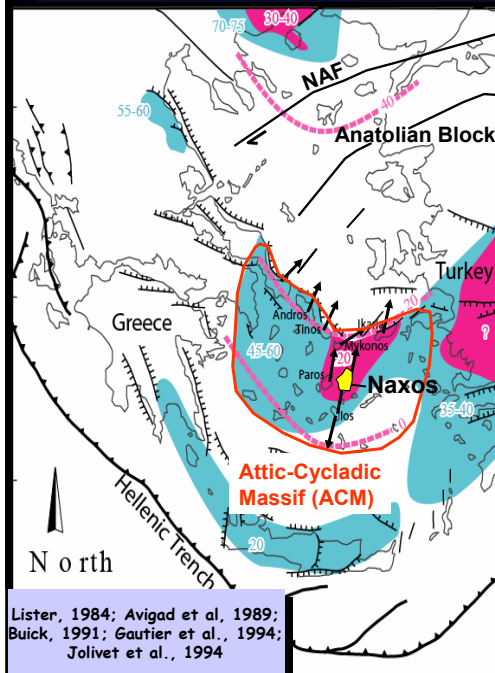 70-75
30-40
NAF
40
55-60
Anatolian Block
Turkey
20
Andros
Tinos
Mykonos
Greece
?
45-60
20
Paros
Naxos
35-40
Ios
0
Attic-Cycladic
Massif (ACM)
Hellenic Trench
20
North
Lister, 1984; Avigad et al, 1989;
Buick, 1991; Gautier et al., 1994;
Jolivet et al., 1994